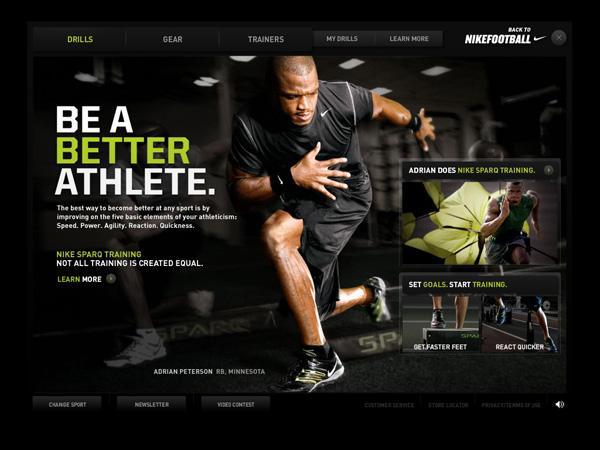 DRILLS
GEAR
TRAINERS
MY DRILLS
LEARN MORE
BACK TO
NIKEFOOTBALL
BE A
BETTER
ATHLETE.
The best way to become better at any sport is by
improving on the five basic elements of your athleticism:
Speed. Power. Agility. Reaction. Quickness.
NIKE SPARQ TRAINING
NOT ALL TRAINING IS CREATED EQUAL.
LEARN MORE
ADRIAN DOES NIKE SPARQ TRAINING.
SET GOALS. START TRAINING.
SPARQ
SP
SPARQ
GET FASTER FEET
REACT QUICKER
ADRIAN PETERSON RB, MINNESOTA
CHANGE SPORT
NEWSLETTER
VIDEO CONTEST
CUSTOMER SERVICE
STORE LOCATOR
PRIVACY/TERMS OF USE